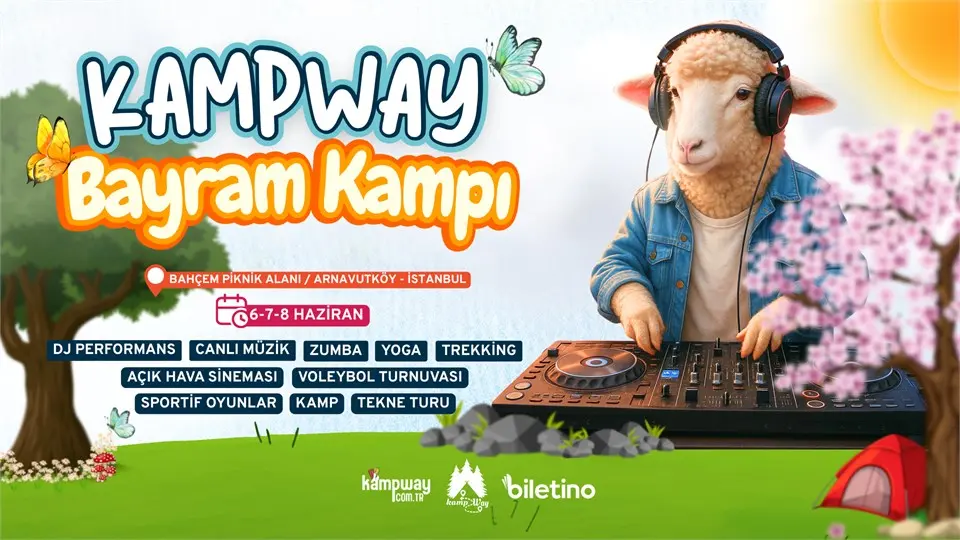 KAMPWAY
Bayram Kampı
BAHÇEM PİKNİK ALANI / ARNAVUTKÖY - İSTANBUL
6-7-8 HAZİRAN
DJ PERFORMANS CANLI MÜZİK ZUMBA YOGA TREKKİNG
AÇIK HAVA SİNEMASI VOLEYBOL TURNUVASI
SPORTİF OYUNLAR KAMP TEKNE TURU
kampway
.com.TR
kamp Way
biletino